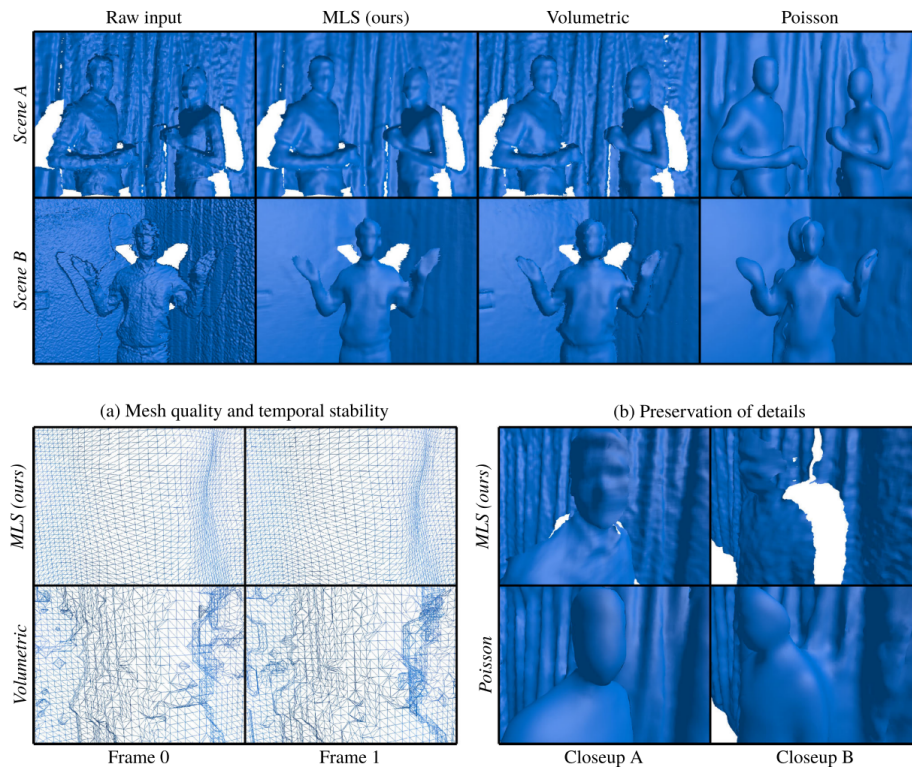 Raw input MLS (ours) Volumetric Poisson
Scene A
Scene B
(a) Mesh quality and temporal stability
MLS (ours)
Volumetric
Frame 0 Frame 1
(b) Preservation of details
MLS (ours)
Poisson
Closeup A Closeup B